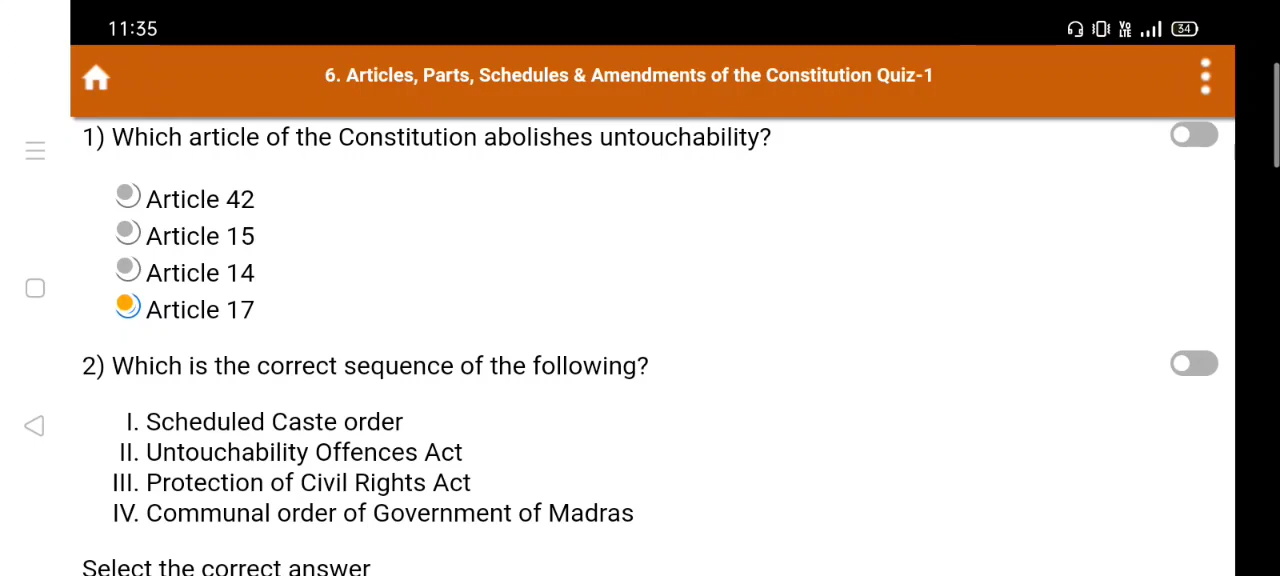 11:35
VO
LTE
34
6. Articles, Parts, Schedules & Amendments of the Constitution Quiz-1
1) Which article of the Constitution abolishes untouchability?
Article 42
Article 15
Article 14
Article 17
2) Which is the correct sequence of the following?
I. Scheduled Caste order
II. Untouchability Offences Act
III. Protection of Civil Rights Act
IV. Communal order of Government of Madras
Select the correct answer